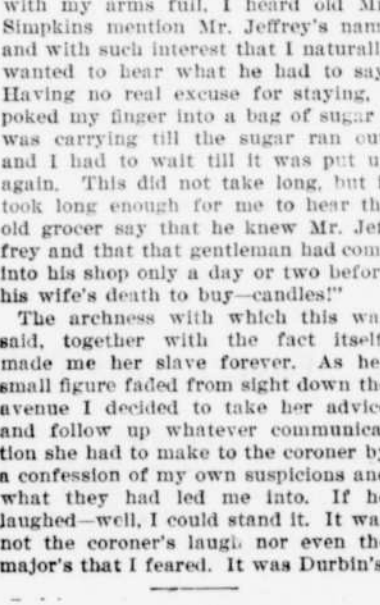 with my arms full, I heard old M
Simpkins mention Mr. Jeffrey's nam
and with such interest that I naturall
wanted to hear what he had to say
Having no real excuse for staying,
poked my finger into a bag of sugar
was carrying till the sugar ran ou
and I had to wait till it was put u
again. This did not take long, but i
took long enough for me to hear th
old grocer say that he knew Mr. Jef
frey and that that gentleman had com
into his shop only a day or two befor
his wife's death to buy—candles!"
The archness with which this wa
said, together with the fact itself
made me her slave forever. As he
small figure faded from sight down th
avenue I decided to take her advic
and follow up whatever communica
tion she had to make to the coroner b
a confession of my own suspicions an
what they had led me into. If h
laughed—well, I could stand it. It wa
not the coroner's laugh nor even th
major's that I feared. It was Durbin's